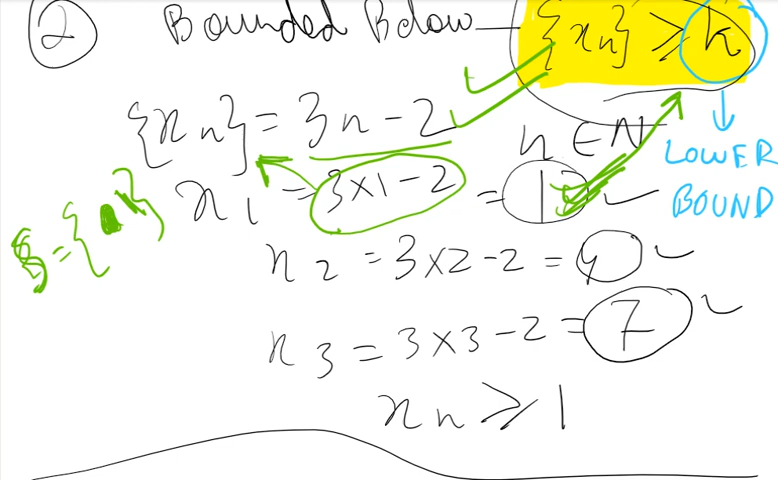 ② Bounded Below — {xn} ≥ k
{xn} = 3n-2
n ∈ N
LOWER
BOUND
x1 = 3×1-2 = 1
x2 = 3×2-2 = 4
x3 = 3×3-2 = 7
xn ≥ 1